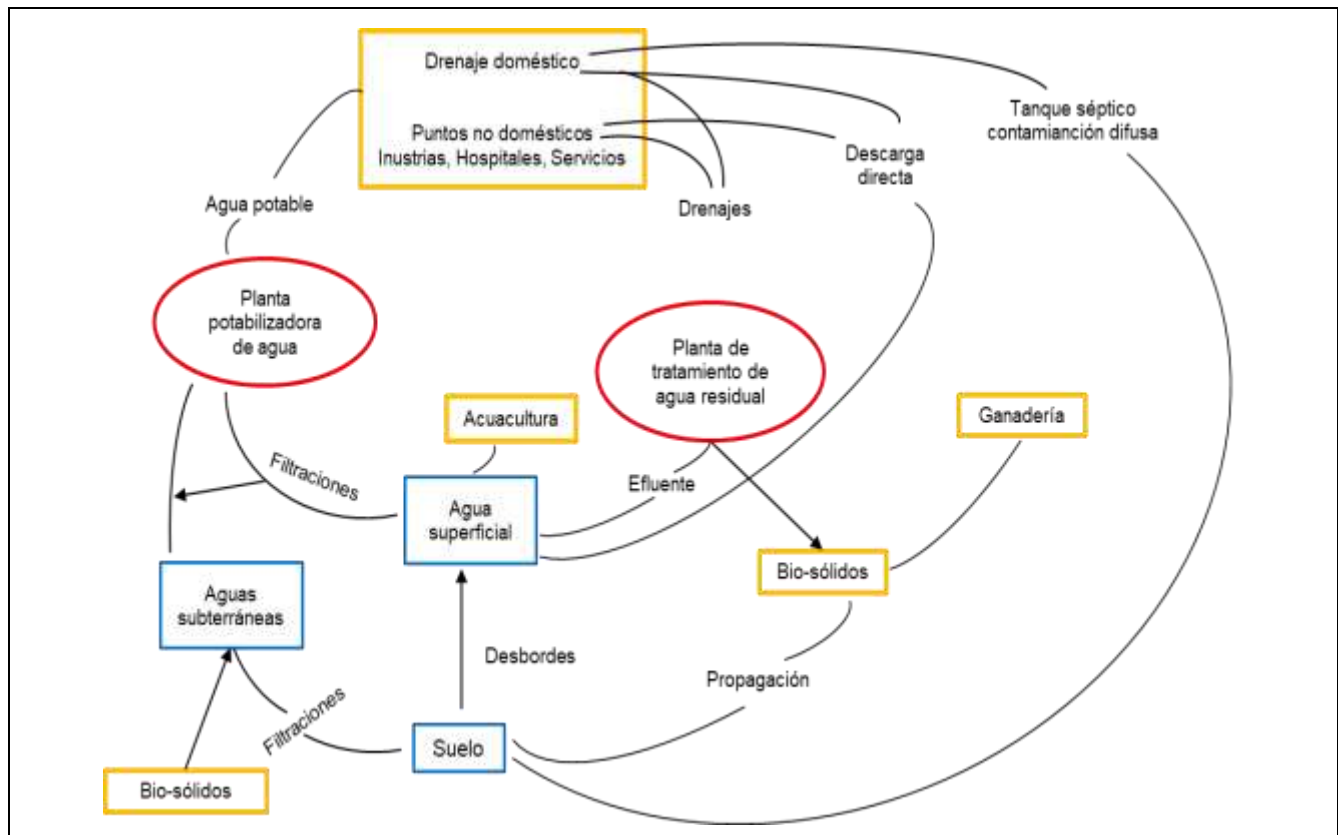 Drenaje doméstico
Puntos no domésticos
Inustrias, Hospitales, Servicios
Tanque séptico
contamianción difusa
Descarga
directa
Agua potable
Drenajes
Planta
potabilizadora
de agua
Planta de
tratamiento de
agua residual
Acuacultura
Ganadería
Filtraciones
Efluente
Agua
superficial
Bio-sólidos
Aguas
subterráneas
Desbordes
Propagación
Filtraciones
Suelo
Bio-sólidos